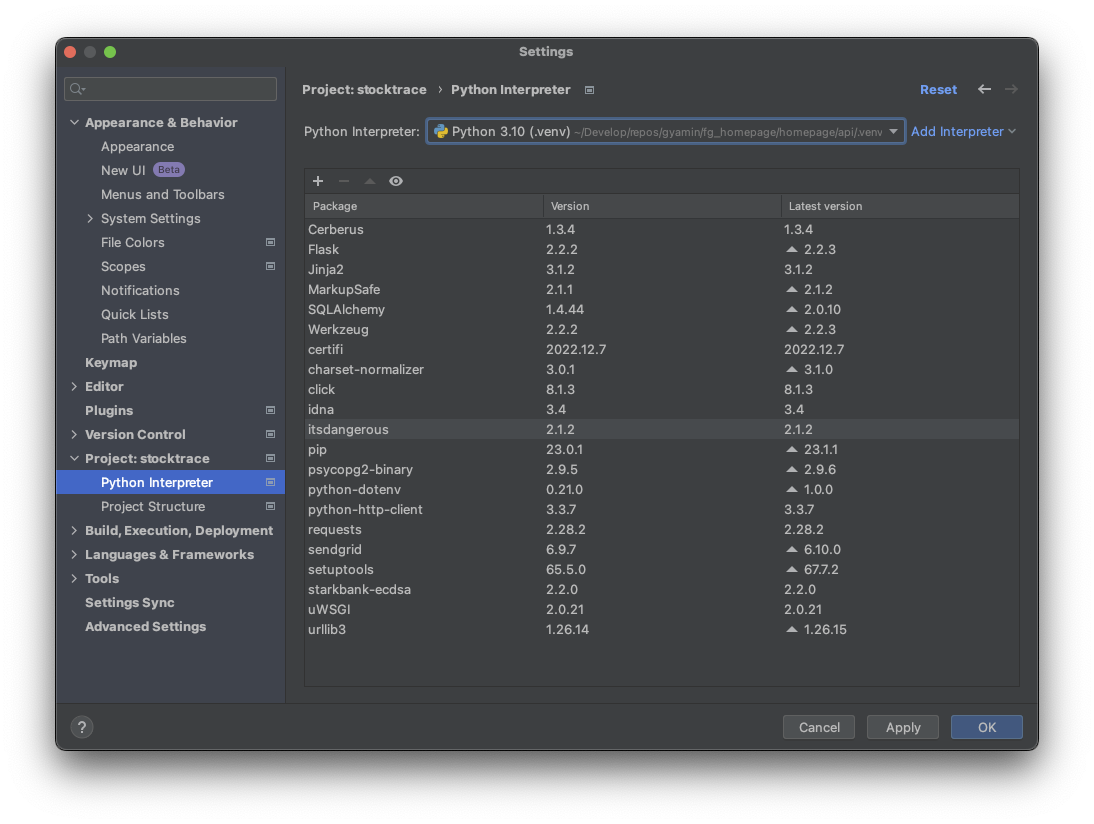 Settings
Appearance & Behavior
Appearance
New UI Beta
Menus and Toolbars
System Settings
File Colors
Scopes
Notifications
Quick Lists
Path Variables
Keymap
Editor
Plugins
Version Control
Project: stocktrace
Python Interpreter
Project Structure
Build, Execution, Deployment
Languages & Frameworks
Tools
Settings Sync
Advanced Settings
Project: stocktrace › Python Interpreter Reset
Python Interpreter: Python 3.10 (.venv) ~/Develop/repos/gyamin/fg_homepage/homepage/api/.venv Add Interpreter
Package Version Latest version
Cerberus 1.3.4 1.3.4
Flask 2.2.2 2.2.3
Jinja2 3.1.2 3.1.2
MarkupSafe 2.1.1 2.1.2
SQLAlchemy 1.4.44 2.0.10
Werkzeug 2.2.2 2.2.3
certifi 2022.12.7 2022.12.7
charset-normalizer 3.0.1 3.1.0
click 8.1.3 8.1.3
idna 3.4 3.4
itsdangerous 2.1.2 2.1.2
pip 23.0.1 23.1.1
psycopg2-binary 2.9.5 2.9.6
python-dotenv 0.21.0 1.0.0
python-http-client 3.3.7 3.3.7
requests 2.28.2 2.28.2
sendgrid 6.9.7 6.10.0
setuptools 65.5.0 67.7.2
starkbank-ecdsa 2.2.0 2.2.0
uWSGI 2.0.21 2.0.21
urllib3 1.26.14 1.26.15
? Cancel Apply OK